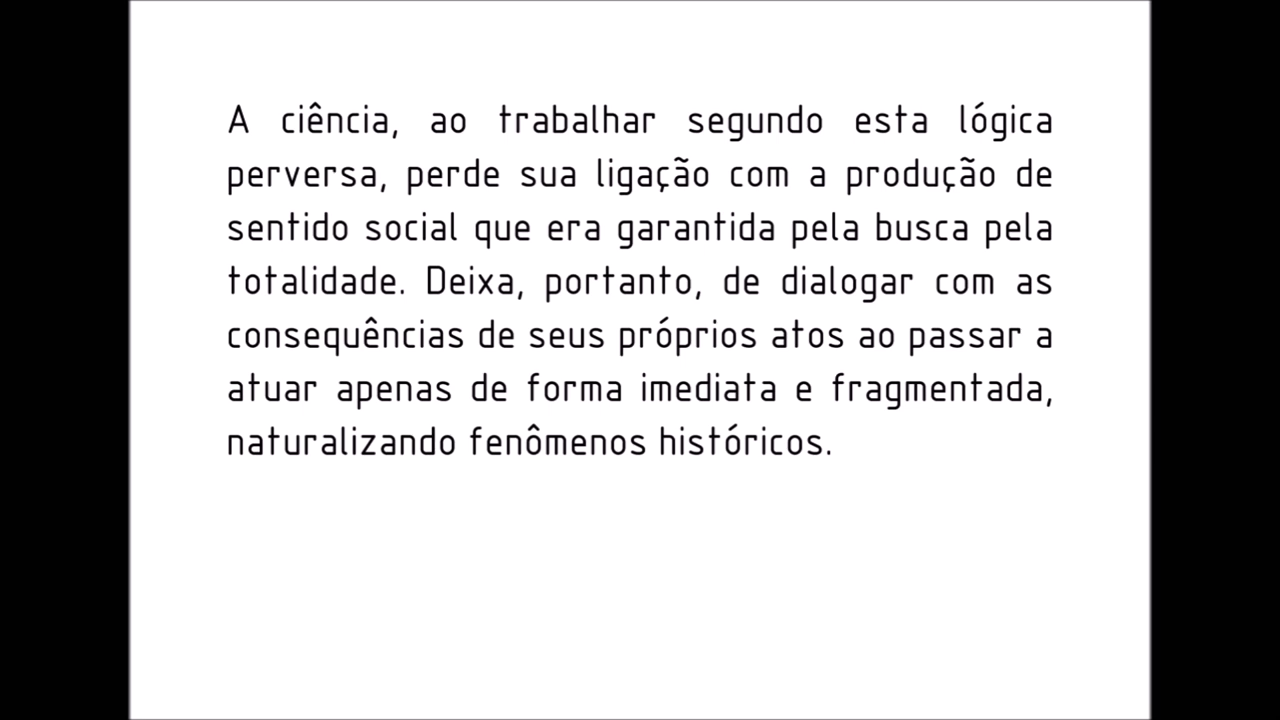 A ciência, ao trabalhar segundo esta lógica
perversa, perde sua ligação com a produção de
sentido social que era garantida pela busca pela
totalidade. Deixa, portanto, de dialogar com as
consequências de seus próprios atos ao passar a
atuar apenas de forma imediata e fragmentada,
naturalizando fenômenos históricos.